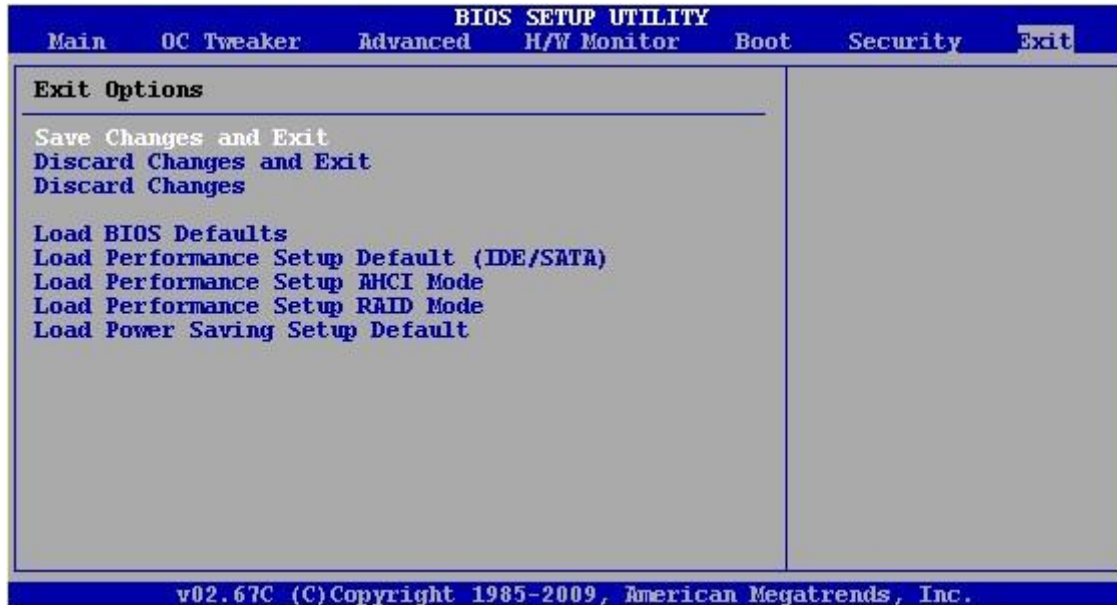 BIOS SETUP UTILITY
Main OC Tweaker Advanced H/W Monitor Boot Security Exit
Exit Options
Save Changes and Exit
Discard Changes and Exit
Discard Changes
Load BIOS Defaults
Load Performance Setup Default (IDE/SATA)
Load Performance Setup AHCI Mode
Load Performance Setup RAID Mode
Load Power Saving Setup Default
v02.67C (C)Copyright 1985-2009, American Megatrends, Inc.